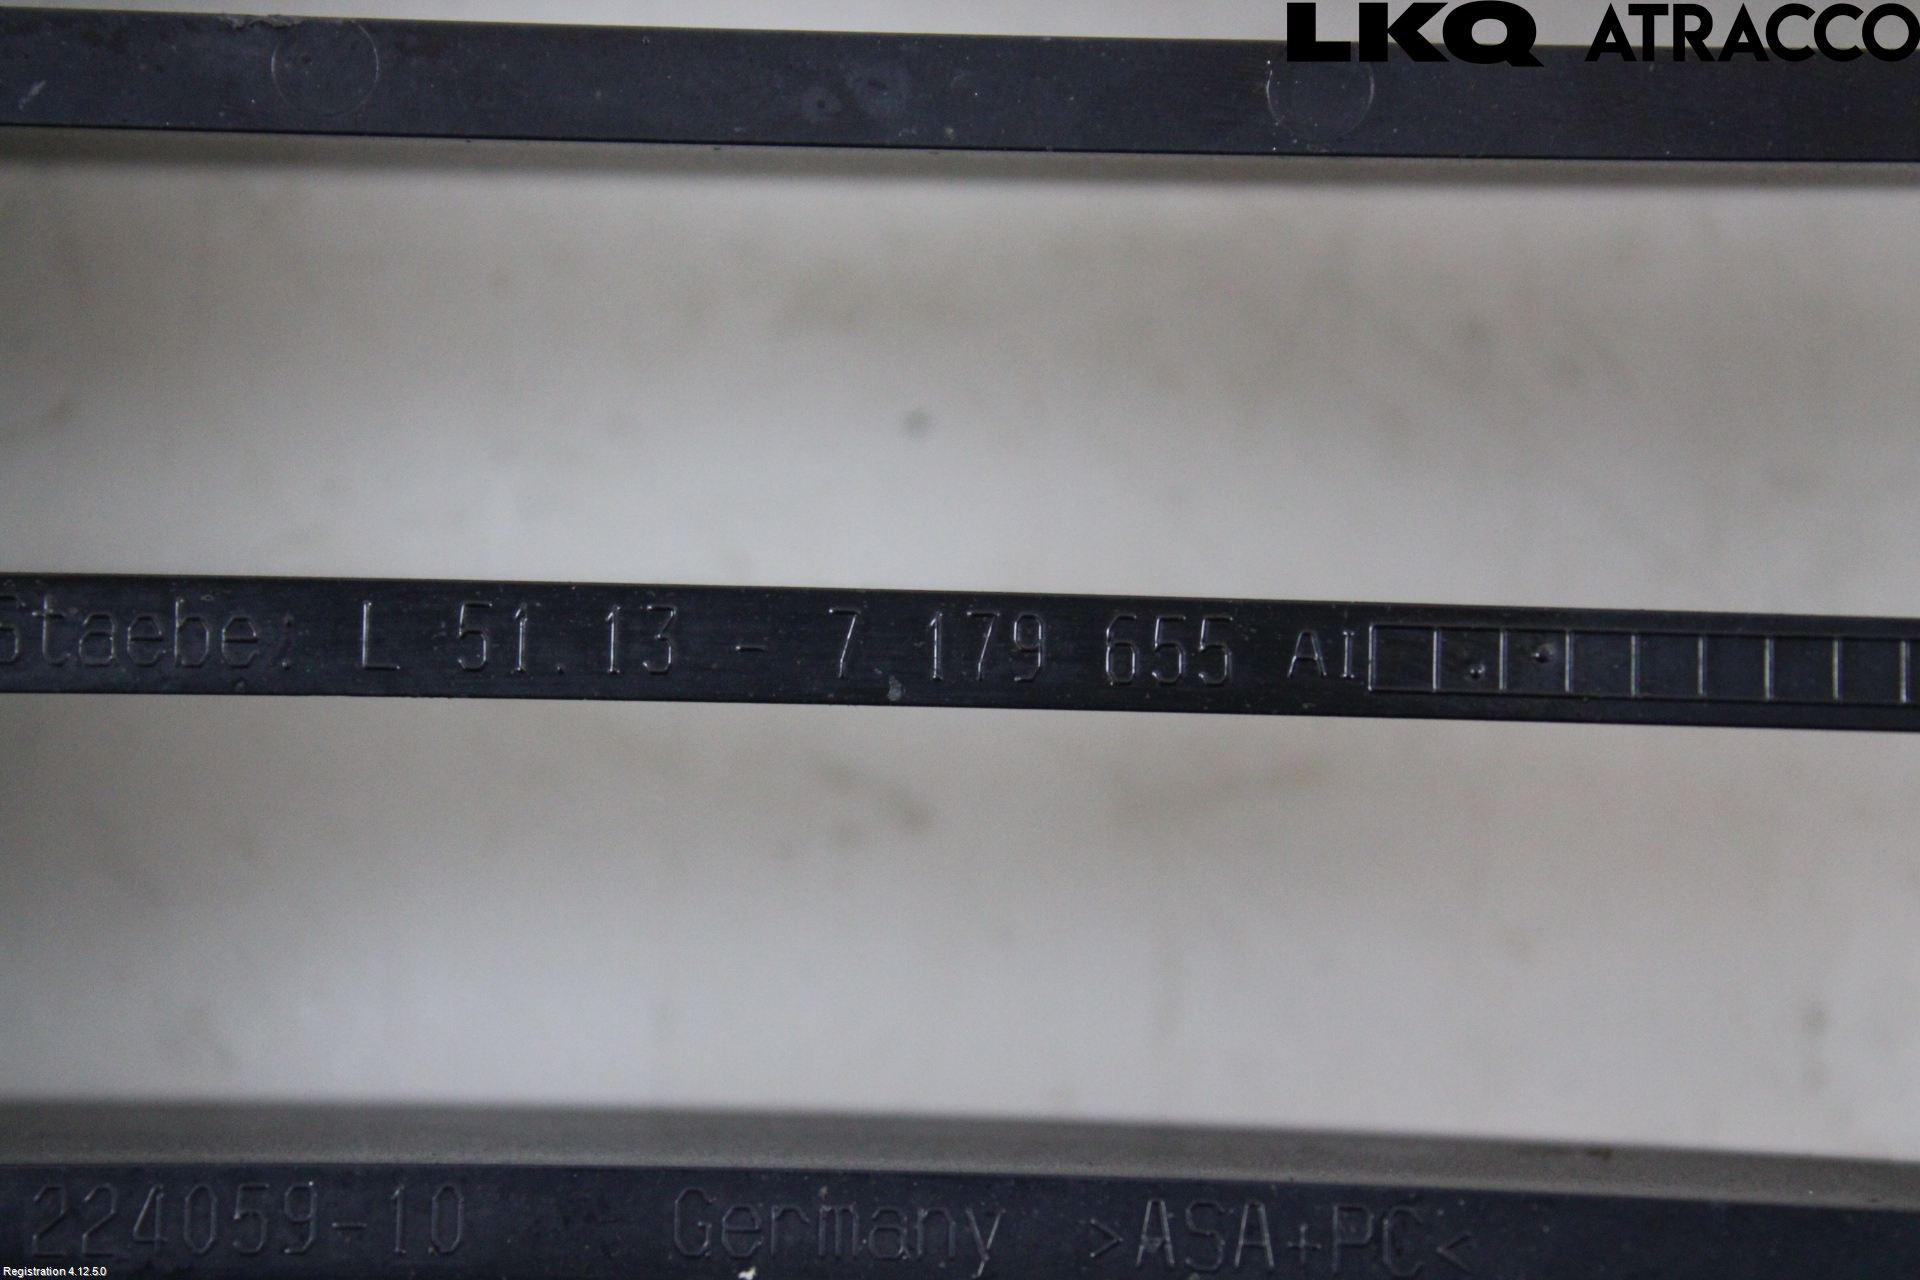 LKQ ATRACCO
Staebe: L 51.13 - 7 179 655 AI
224059-10 Germany >ASA+PC<
Registration 4.12.5.0